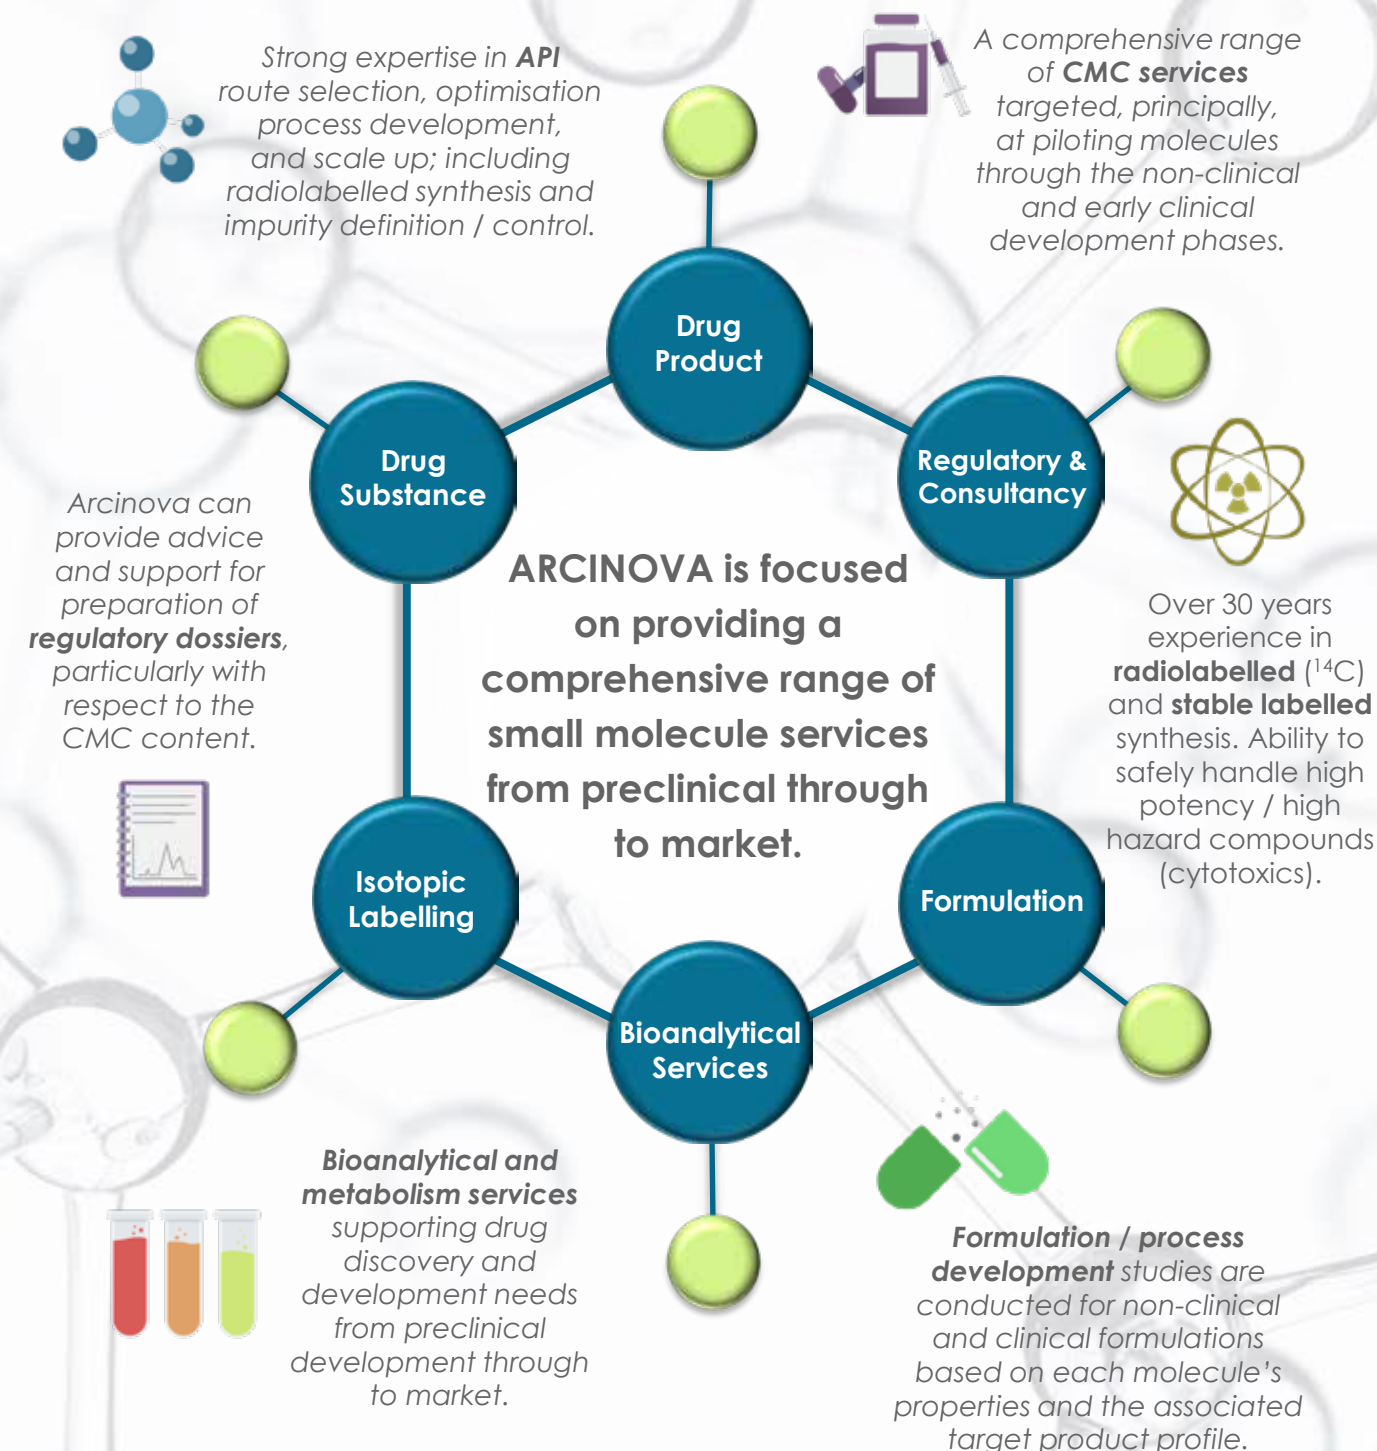 Strong expertise in API
route selection, optimisation
process development,
and scale up; including
radiolabelled synthesis and
impurity definition / control.
A comprehensive range
of CMC services
targeted, principally,
at piloting molecules
through the non-clinical
and early clinical
development phases.
Drug
Product
Drug
Substance
Regulatory &
Consultancy
Arcinova can
provide advice
and support for
preparation of
regulatory dossiers,
particularly with
respect to the
CMC content.
ARCINOVA is focused
on providing a
comprehensive range of
small molecule services
from preclinical through
to market.
Over 30 years
experience in
radiolabelled (¹⁴C)
and stable labelled
synthesis. Ability to
safely handle high
potency / high
hazard compounds
(cytotoxics).
Isotopic
Labelling
Formulation
Bioanalytical
Services
Bioanalytical and
metabolism services
supporting drug
discovery and
development needs
from preclinical
development through
to market.
Formulation / process
development studies are
conducted for non-clinical
and clinical formulations
based on each molecule’s
properties and the associated
target product profile.